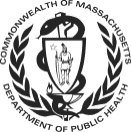 COMMONWEALTH OF MASSACHUSETTS
DEPARTMENT OF PUBLIC HEALTH